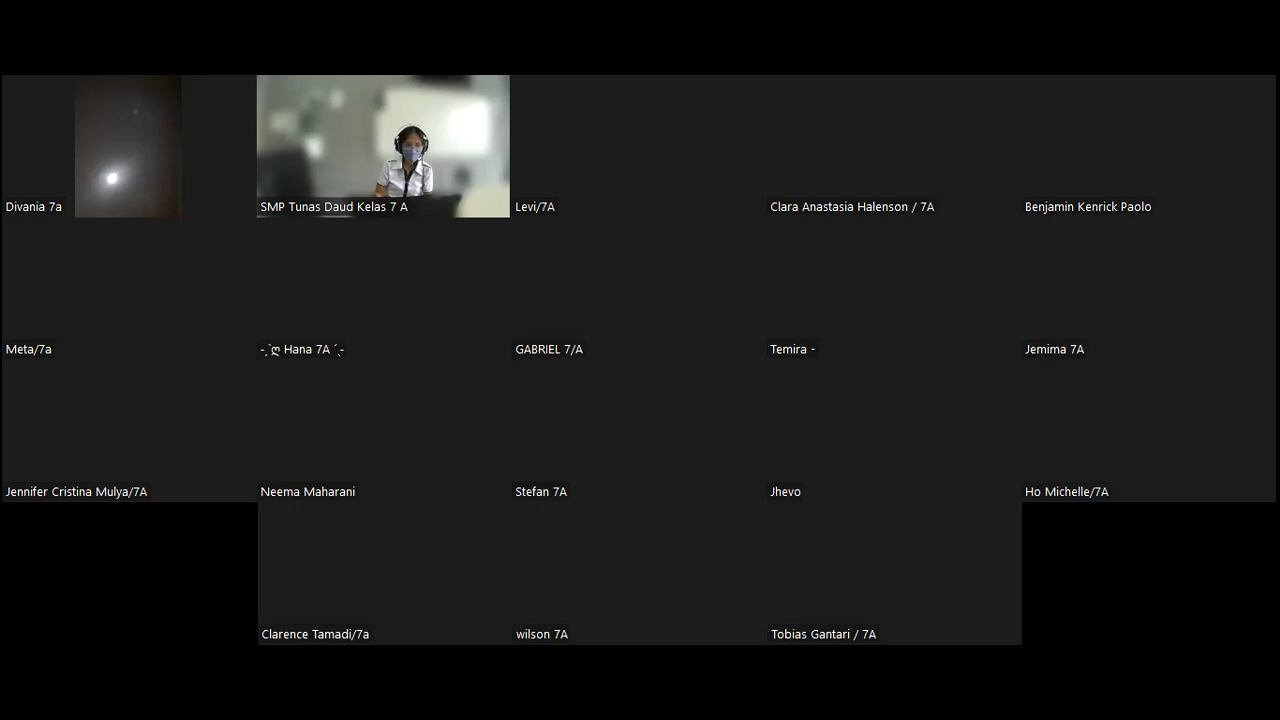 Divania 7a
SMP Tunas Daud Kelas 7 A
Levi/7A
Clara Anastasia Halenson / 7A
Benjamin Kenrick Paolo
Meta/7a
-ˏ͛ ღ Hana 7A ´ˎ-
GABRIEL 7/A
Temira -
Jemima 7A
Jennifer Cristina Mulya/7A
Neema Maharani
Stefan 7A
Jhevo
Ho Michelle/7A
Clarence Tamadi/7a
wilson 7A
Tobias Gantari / 7A